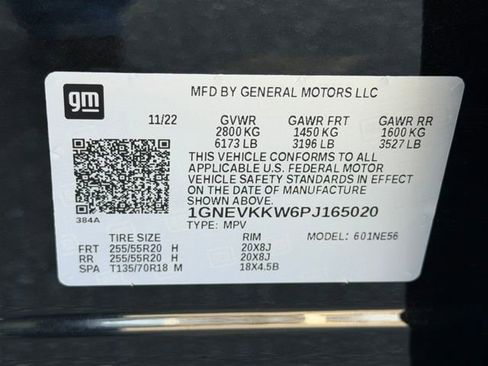 gm
MFD BY GENERAL MOTORS LLC
11/22 GVWR GAWR FRT GAWR RR
2800 KG 1450 KG 1600 KG
6173 LB 3196 LB 3527 LB
THIS VEHICLE CONFORMS TO ALL
APPLICABLE U.S. FEDERAL MOTOR
VEHICLE SAFETY STANDARDS IN EFFECT
ON THE DATE OF MANUFACTURE
SHOWN ABOVE.
384A
1GNEVKKW6PJ165020
TYPE: MPV
TIRE SIZE RIM MODEL: 601NE56
FRT 255/55R20 H 20X8J
RR 255/55R20 H 20X8J
SPA T135/70R18 M 18X4.5B